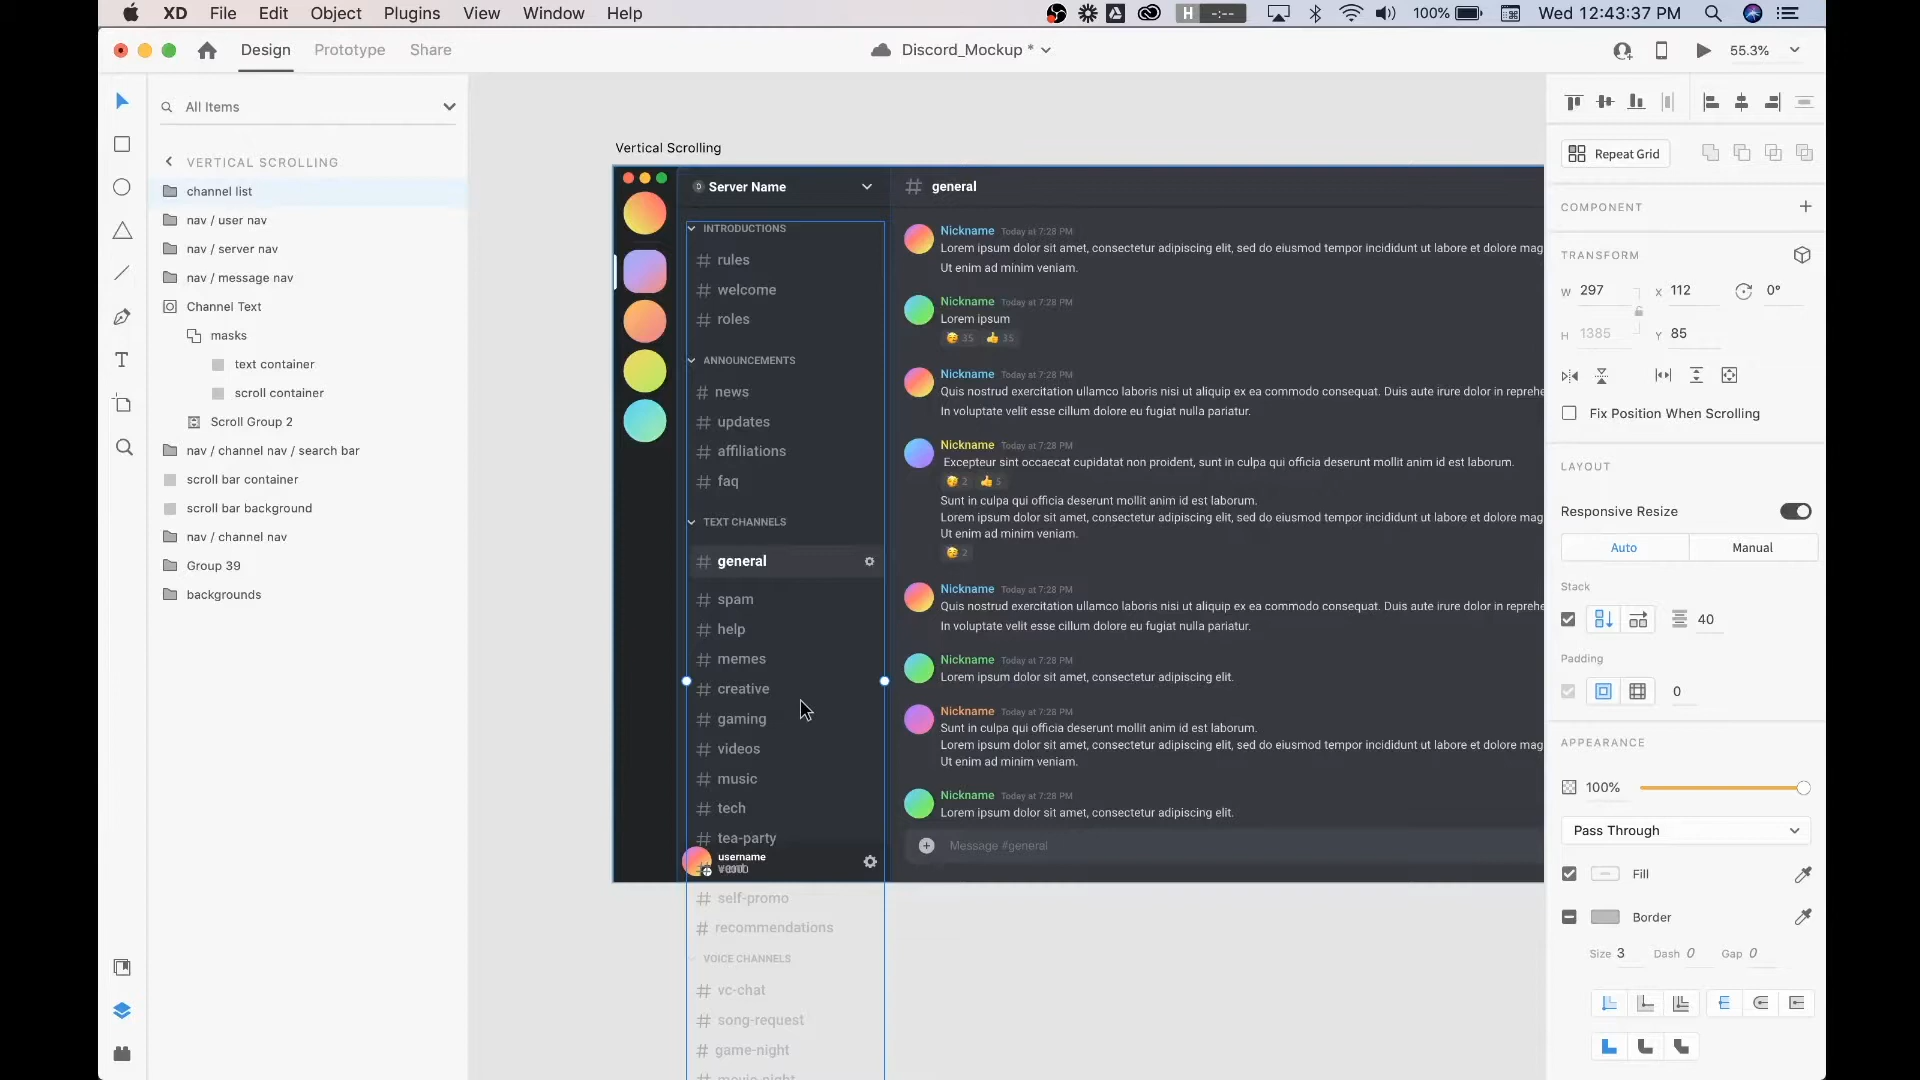 XD File Edit Object Plugins View Window Help
H -:-- 100% Wed 12:43:37 PM
Design Prototype Share
Discord_Mockup *
55.3%
All Items
VERTICAL SCROLLING
channel list
nav / user nav
nav / server nav
nav / message nav
Channel Text
masks
text container
scroll container
Scroll Group 2
nav / channel nav / search bar
scroll bar container
scroll bar background
nav / channel nav
Group 39
backgrounds
Vertical Scrolling
Server Name
INTRODUCTIONS
# rules
# welcome
# roles
ANNOUNCEMENTS
# news
# updates
# affiliations
# faq
TEXT CHANNELS
# general
# spam
# help
# memes
# creative
# gaming
# videos
# music
# tech
# tea-party
username
# self-promo
# recommendations
VOICE CHANNELS
# vc-chat
# song-request
# game-night
movie-night
# general
Nickname Today at 7:28 PM
Lorem ipsum dolor sit amet, consectetur adipiscing elit, sed do eiusmod tempor incididunt ut labore et dolore mag
Ut enim ad minim veniam.
Nickname Today at 7:28 PM
Lorem ipsum
35 35
Nickname Today at 7:28 PM
Quis nostrud exercitation ullamco laboris nisi ut aliquip ex ea commodo consequat. Duis aute irure dolor in reprehe
In voluptate velit esse cillum dolore eu fugiat nulla pariatur.
Nickname Today at 7:28 PM
Excepteur sint occaecat cupidatat non proident, sunt in culpa qui officia deserunt mollit anim id est laborum.
2 5
Sunt in culpa qui officia deserunt mollit anim id est laborum.
Lorem ipsum dolor sit amet, consectetur adipiscing elit, sed do eiusmod tempor incididunt ut labore et dolore mag
Ut enim ad minim veniam.
2
Nickname Today at 7:28 PM
Quis nostrud exercitation ullamco laboris nisi ut aliquip ex ea commodo consequat. Duis aute irure dolor in reprehe
In voluptate velit esse cillum dolore eu fugiat nulla pariatur.
Nickname Today at 7:28 PM
Lorem ipsum dolor sit amet, consectetur adipiscing elit.
Nickname Today at 7:28 PM
Sunt in culpa qui officia deserunt mollit anim id est laborum.
Lorem ipsum dolor sit amet, consectetur adipiscing elit, sed do eiusmod tempor incididunt ut labore et dolore mag
Ut enim ad minim veniam.
Nickname Today at 7:28 PM
Lorem ipsum dolor sit amet, consectetur adipiscing elit.
Message #general
Repeat Grid
COMPONENT
TRANSFORM
W 297 X 112 0°
H 1385 Y 85
Fix Position When Scrolling
LAYOUT
Responsive Resize
Auto Manual
Stack
40
Padding
0
APPEARANCE
100%
Pass Through
Fill
Border
Size 3 Dash 0 Gap 0